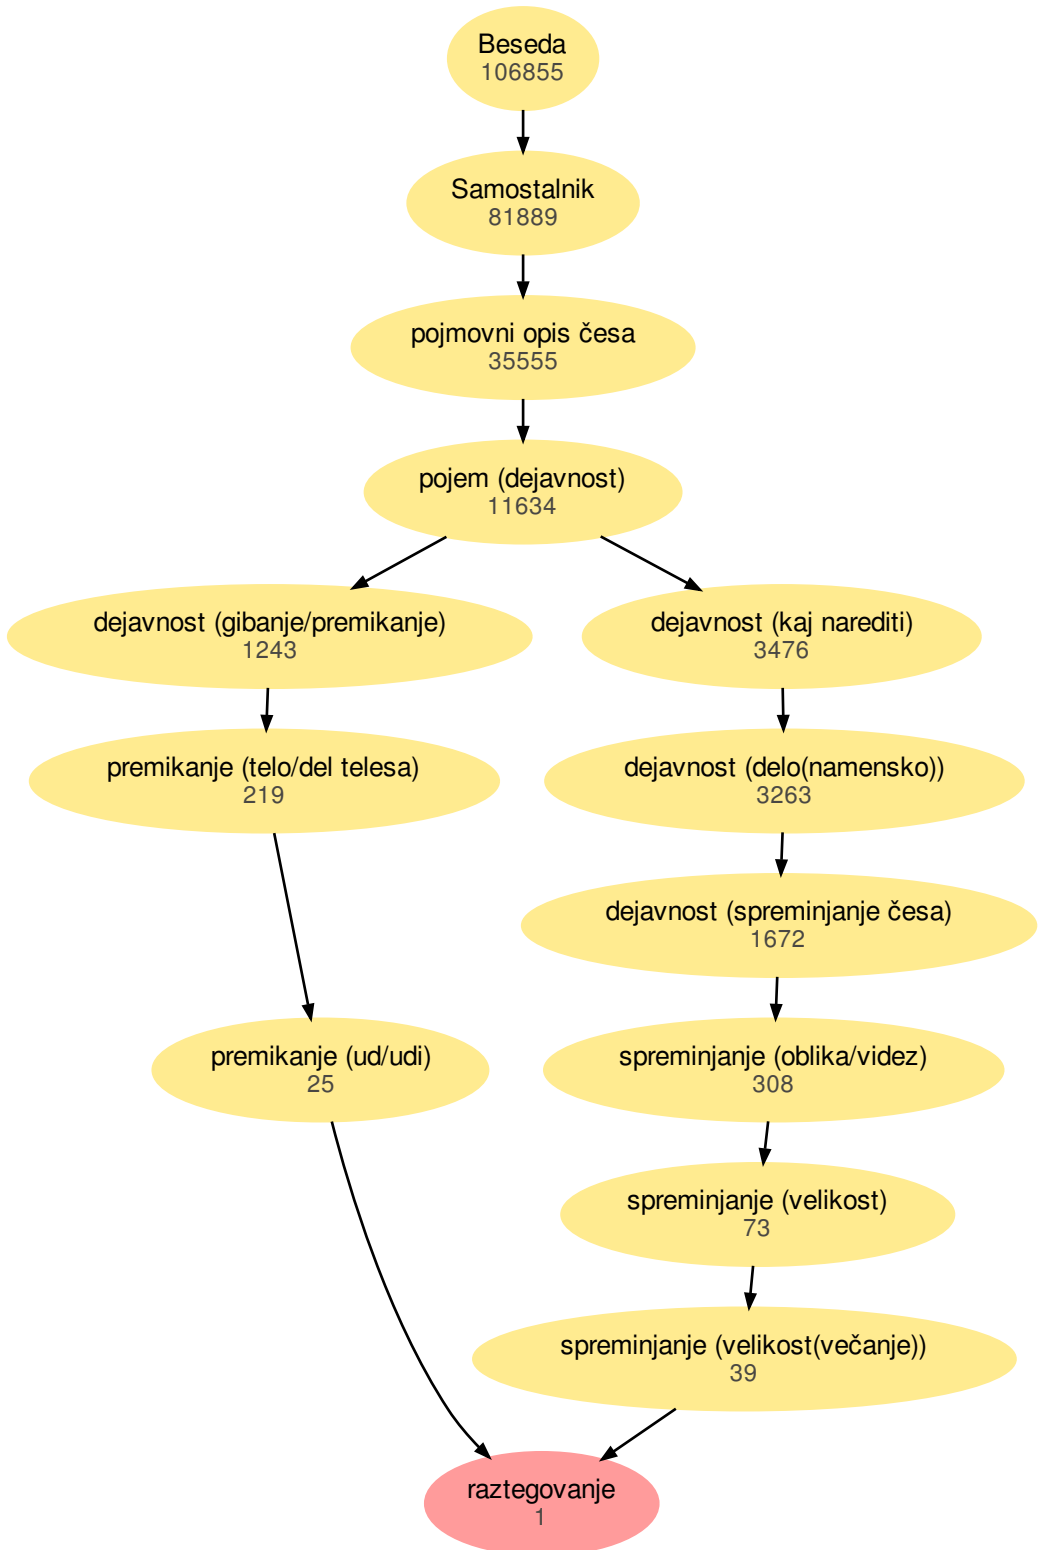 Beseda
106855
Samostalnik
81889
pojmovni opis česa
35555
pojem (dejavnost)
11634
dejavnost (gibanje/premikanje)
1243
dejavnost (kaj narediti)
3476
premikanje (telo/del telesa)
219
dejavnost (delo(namensko))
3263
dejavnost (spreminjanje česa)
1672
premikanje (ud/udi)
25
spreminjanje (oblika/videz)
308
spreminjanje (velikost)
73
spreminjanje (velikost(večanje))
39
raztegovanje
1